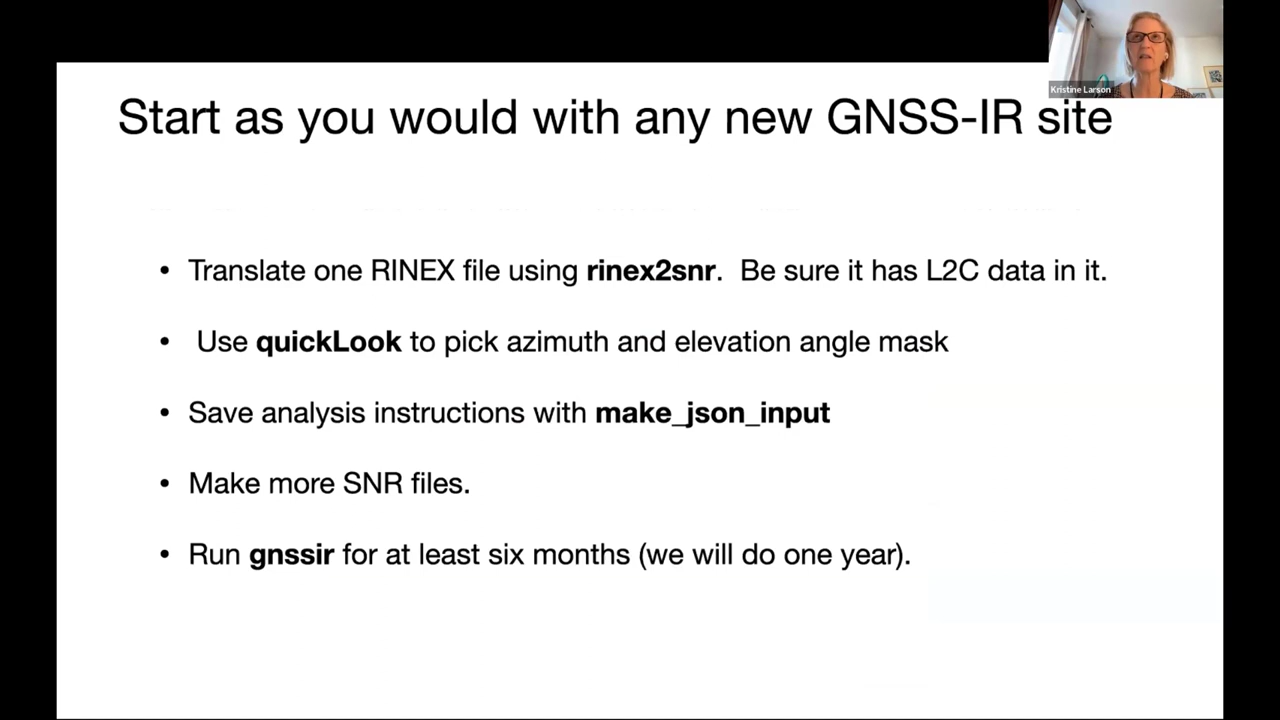 Kristine Larson
Start as you would with any new GNSS-IR site
• Translate one RINEX file using rinex2snr. Be sure it has L2C data in it.
• Use quickLook to pick azimuth and elevation angle mask
• Save analysis instructions with make_json_input
• Make more SNR files.
• Run gnssir for at least six months (we will do one year).